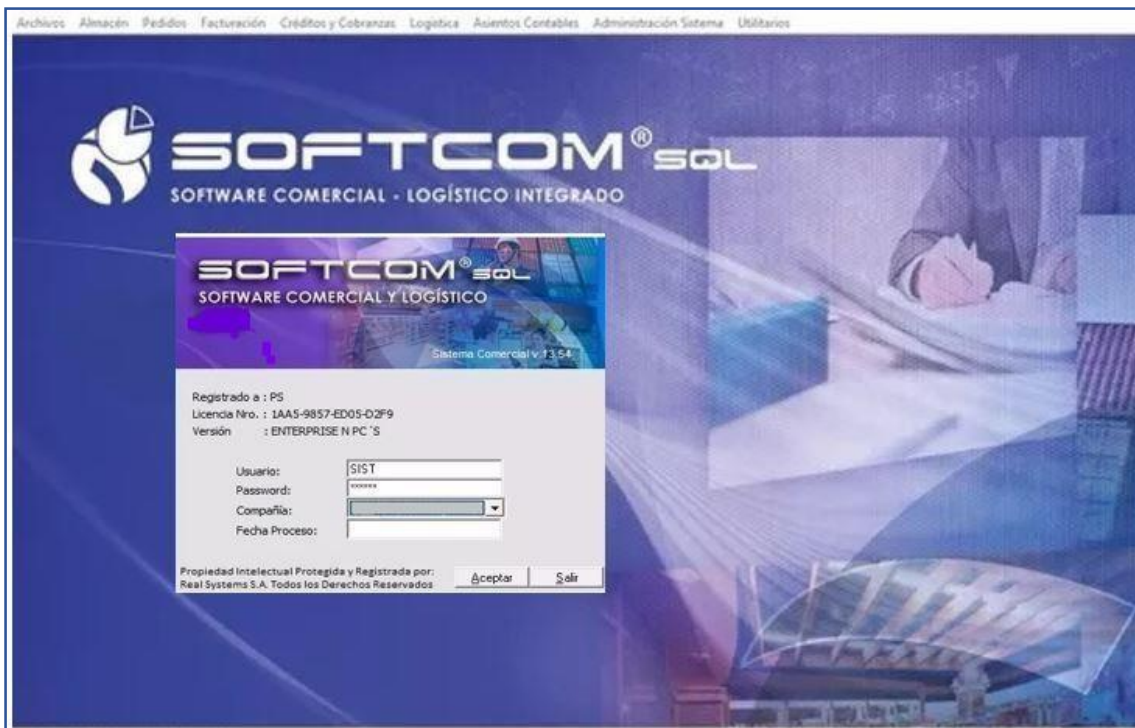 Archivos Almacén Pedidos Facturación Créditos y Cobranzas Logística Asientos Contables Administración Sistema Utilitarios
SOFTCOM® SQL
SOFTWARE COMERCIAL - LOGÍSTICO INTEGRADO
SOFTCOM® SQL
SOFTWARE COMERCIAL Y LOGÍSTICO
Sistema Comercial v.13.54
Registrado a : PS
Licencia Nro. : 1AA5-9857-ED05-D2F9
Versión : ENTERPRISE N PC´S
Usuario: SIST
Password: ******
Compañía:
Fecha Proceso:
Propiedad Intelectual Protegida y Registrada por:
Real Systems S.A. Todos los Derechos Reservados
Aceptar Salir